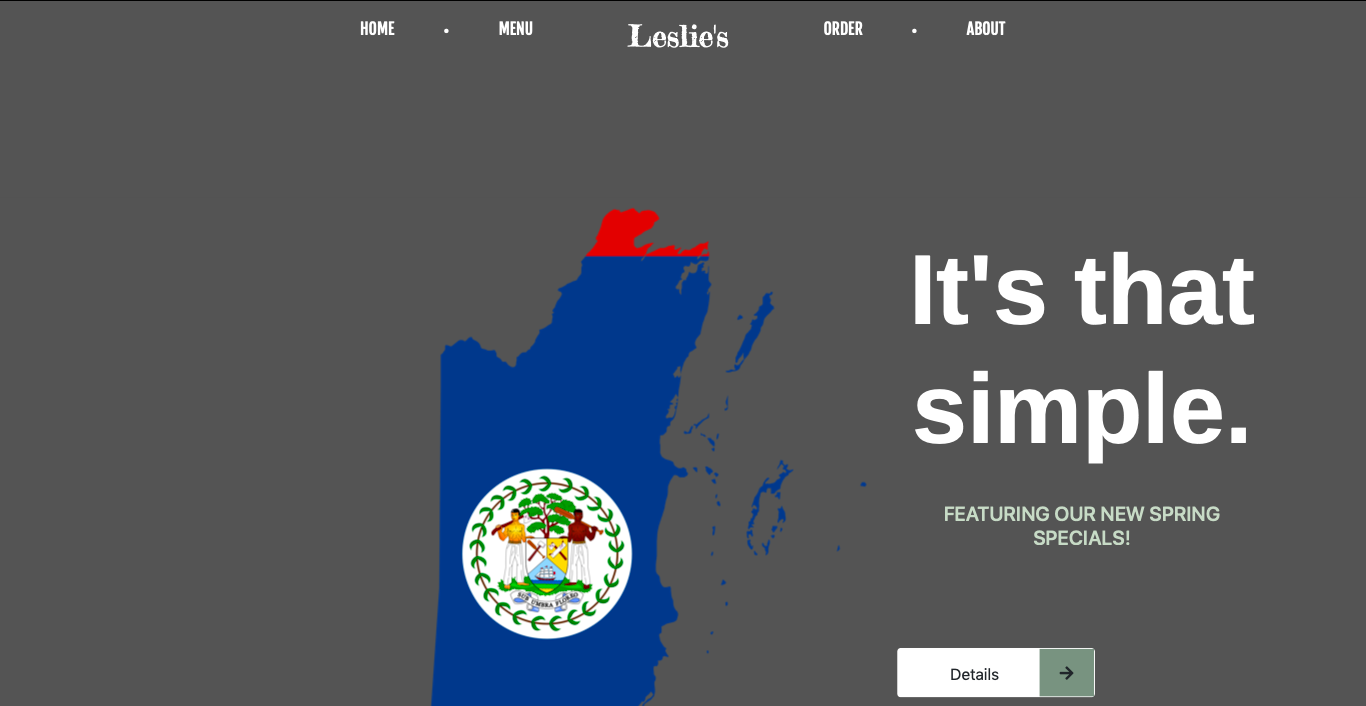 HOME • MENU Leslie's ORDER • ABOUT
It's that
simple.
FEATURING OUR NEW SPRING
SPECIALS!
SUB UMBRA FLOREO
Details